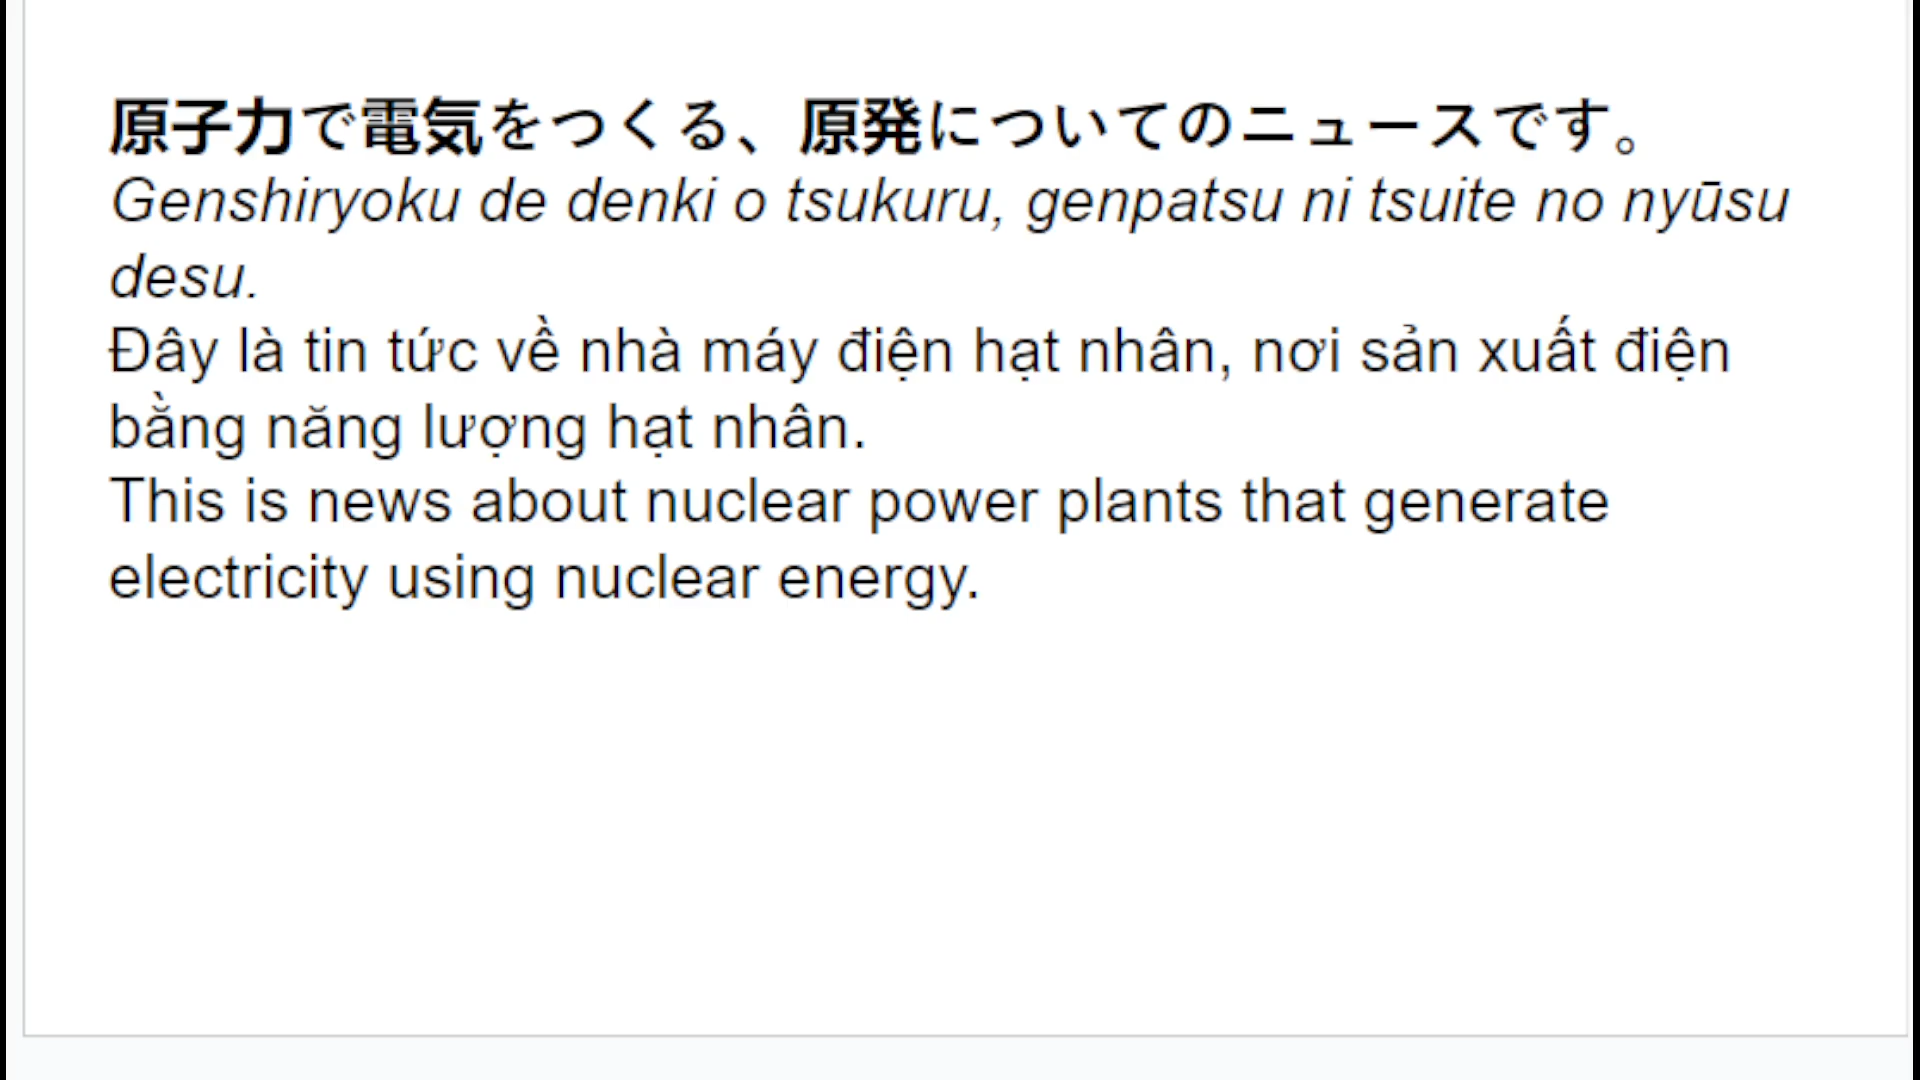 原子力で電気をつくる、原発についてのニュースです。
Genshiryoku de denki o tsukuru, genpatsu ni tsuite no nyūsu
desu.
Đây là tin tức về nhà máy điện hạt nhân, nơi sản xuất điện
bằng năng lượng hạt nhân.
This is news about nuclear power plants that generate
electricity using nuclear energy.